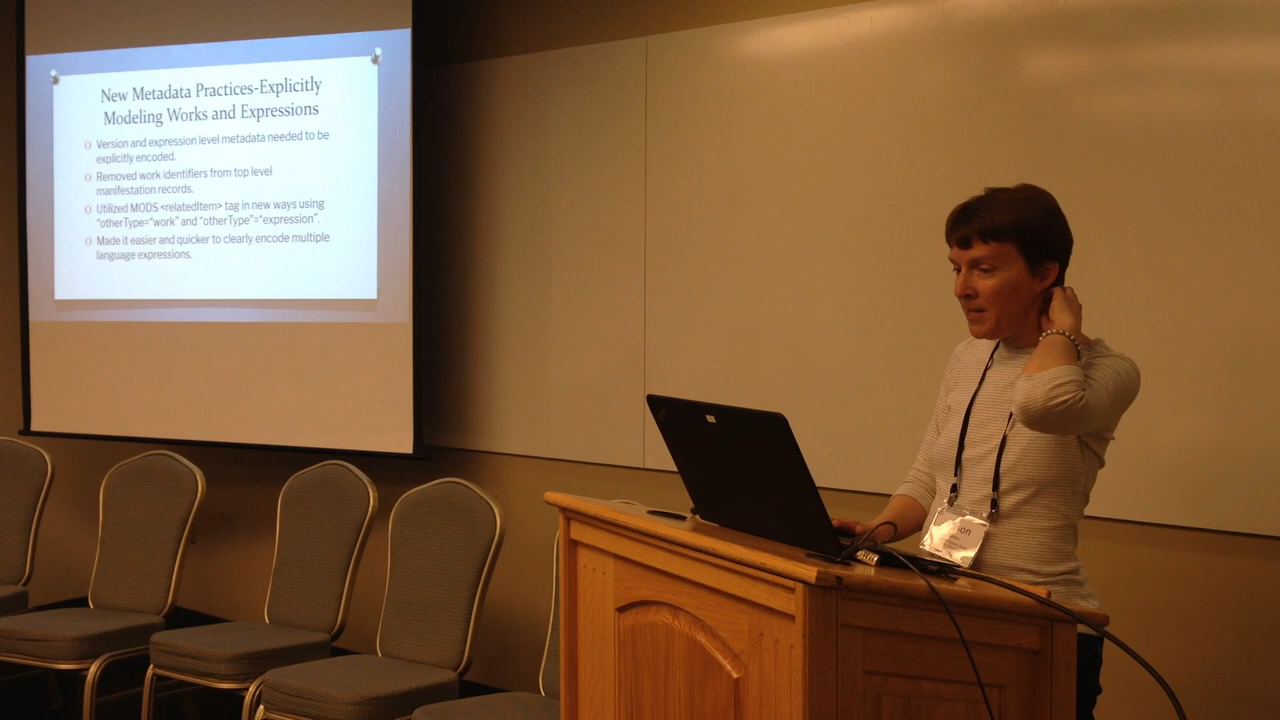 New Metadata Practices-Explicitly
Modeling Works and Expressions
Version and expression level metadata needed to be
explicitly encoded.
Removed work identifiers from top level
manifestation records.
Utilized MODS <relatedItem> tag in new ways using
“otherType=“work” and “otherType”=“expression”.
Made it easier and quicker to clearly encode multiple
language expressions.